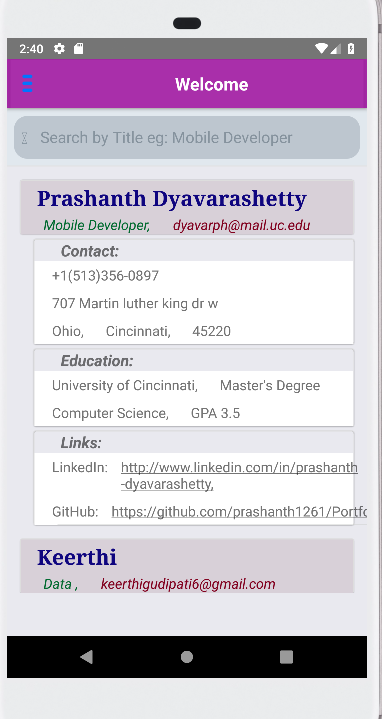 2:40
Welcome
Search by Title eg: Mobile Developer
Prashanth Dyavarashetty
Mobile Developer, dyavarph@mail.uc.edu
Contact:
+1(513)356-0897
707 Martin luther king dr w
Ohio, Cincinnati, 45220
Education:
University of Cincinnati, Master's Degree
Computer Science, GPA 3.5
Links:
LinkedIn: http://www.linkedin.com/in/prashanth
-dyavarashetty,
GitHub: https://github.com/prashanth1261/Portfo
Keerthi
Data , keerthigudipati6@gmail.com